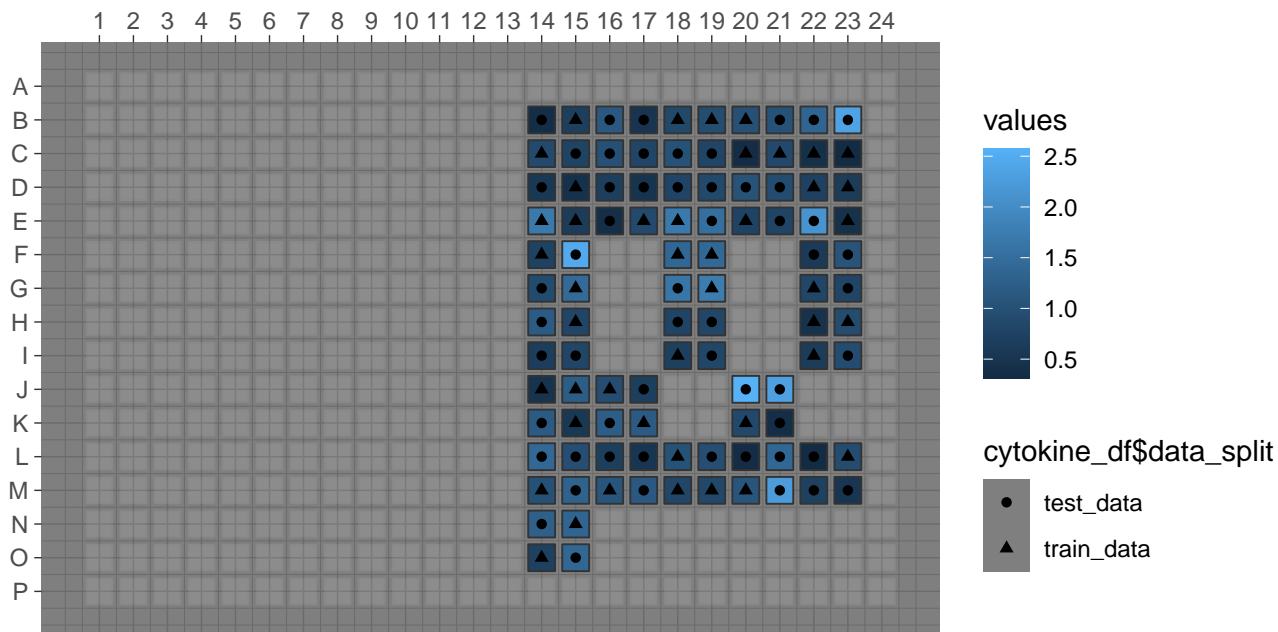 1 2 3 4 5 6 7 8 9 10 11 12 13 14 15 16 17 18 19 20 21 22 23 24
A
B
C
D
E
F
G
H
I
J
K
L
M
N
O
P
values
2.5
2.0
1.5
1.0
0.5
cytokine_df$data_split
test_data
train_data